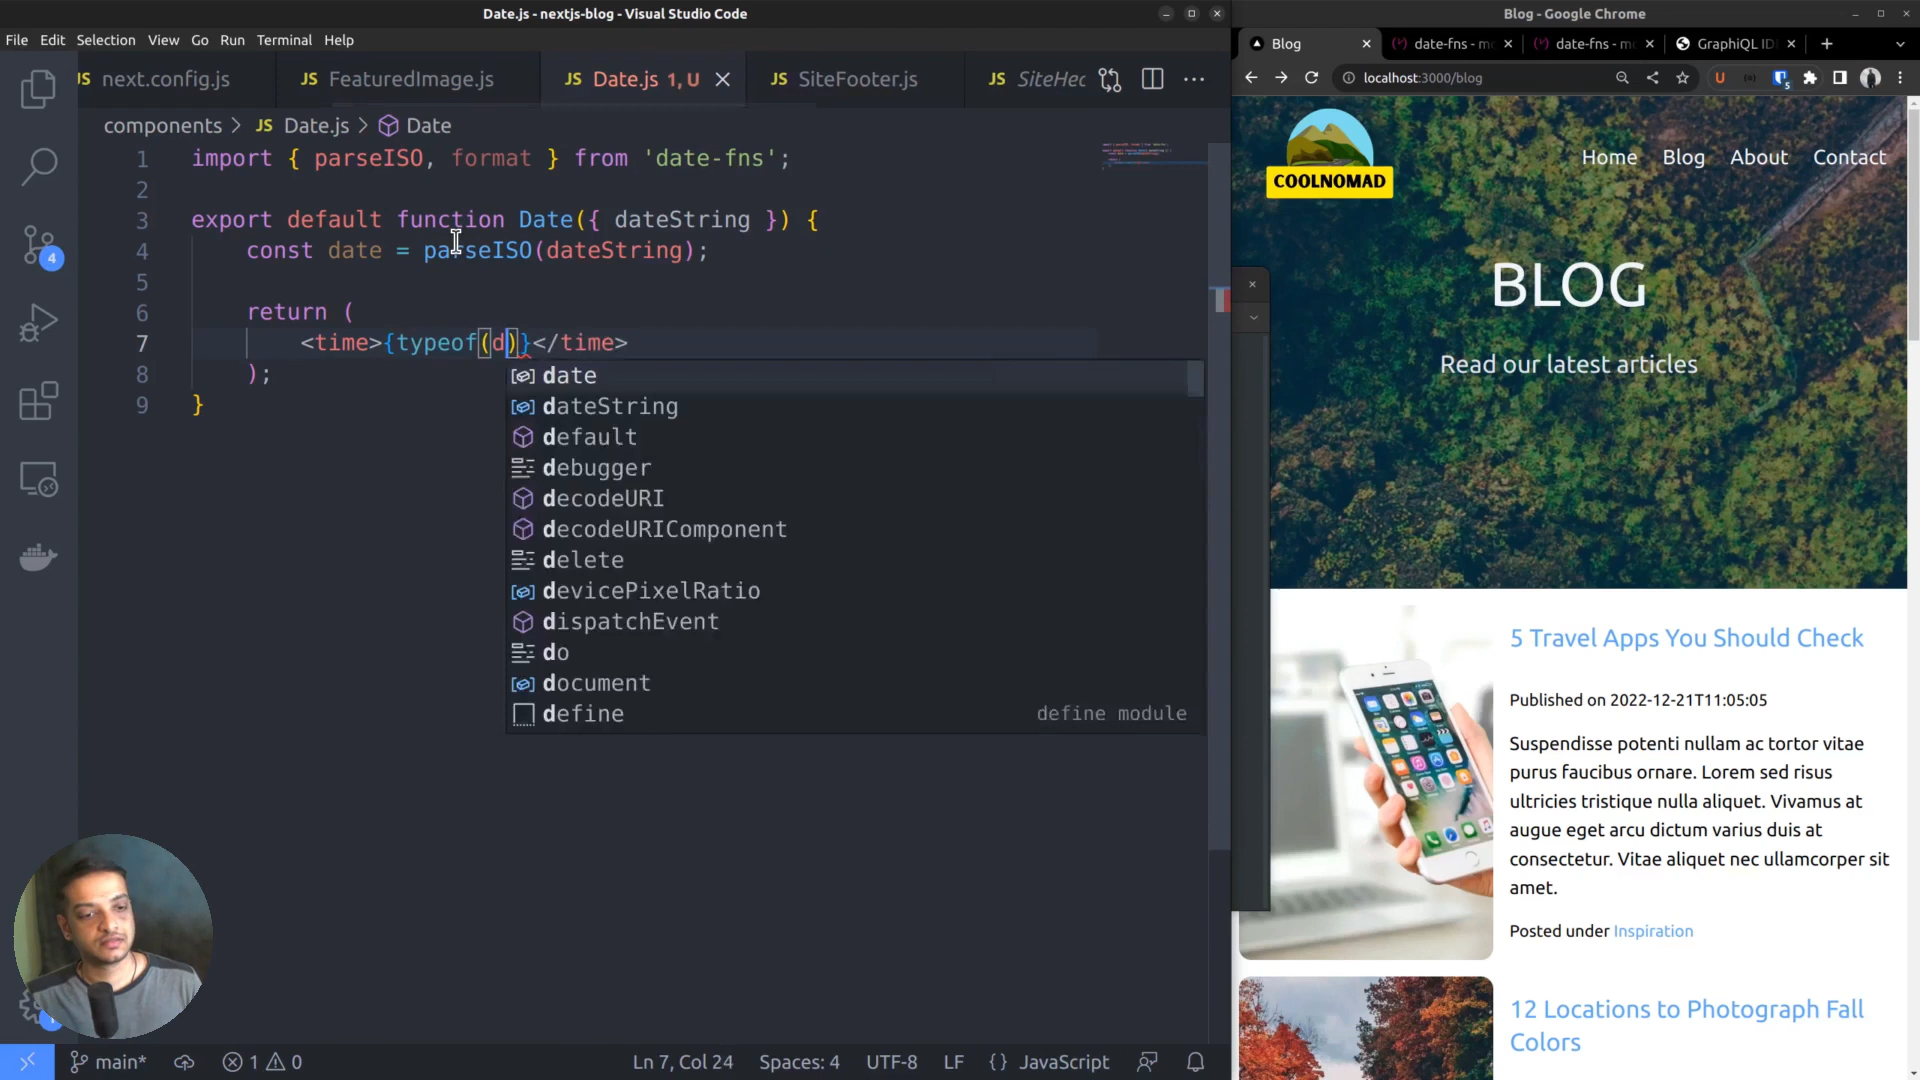 Date.js - nextjs-blog - Visual Studio Code
File Edit Selection View Go Run Terminal Help
JS next.config.js
JS FeaturedImage.js
JS Date.js 1, U
JS SiteFooter.js
JS SiteHec
components > JS Date.js > Date
1 import { parseISO, format } from 'date-fns';
2
3 export default function Date({ dateString }) {
4 const date = parseISO(dateString);
5
6 return (
7 <time>{typeof(d)}</time>
8 );
9 }
date
dateString
default
debugger
decodeURI
decodeURIComponent
delete
devicePixelRatio
dispatchEvent
do
document
define define module
4
main* 1 0 Ln 7, Col 24 Spaces: 4 UTF-8 LF {} JavaScript
Blog - Google Chrome
Blog
date-fns - mo
date-fns - mo
GraphiQL IDE
localhost:3000/blog
U
5
COOLNOMAD
Home Blog About Contact
BLOG
Read our latest articles
5 Travel Apps You Should Check
Published on 2022-12-21T11:05:05
Suspendisse potenti nullam ac tortor vitae
purus faucibus ornare. Lorem sed risus
ultricies tristique nulla aliquet. Vivamus at
augue eget arcu dictum varius duis at
consectetur. Vitae aliquet nec ullamcorper sit
amet.
Posted under Inspiration
12 Locations to Photograph Fall
Colors